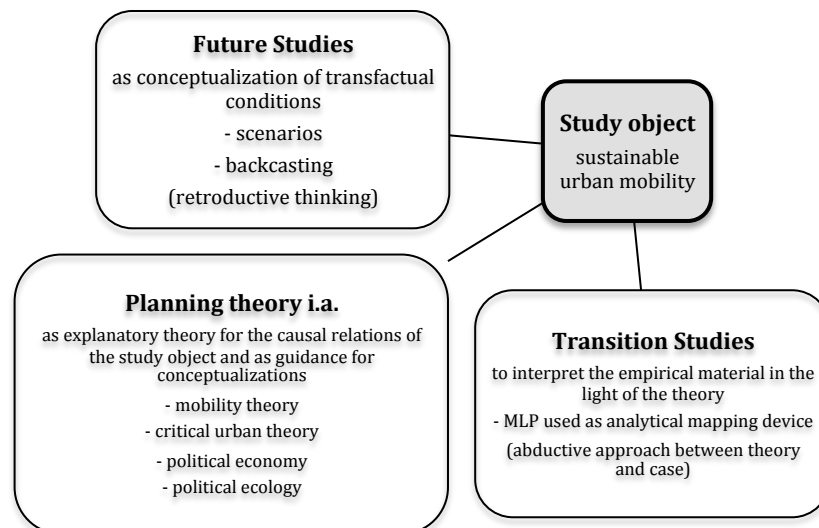 Future Studies
as conceptualization of transfactual
conditions
- scenarios
- backcasting
(retroductive thinking)
Study object
sustainable
urban mobility
Planning theory i.a.
as explanatory theory for the causal relations of
the study object and as guidance for
conceptualizations
- mobility theory
- critical urban theory
- political economy
- political ecology
Transition Studies
to interpret the empirical material in the
light of the theory
- MLP used as analytical mapping device
(abductive approach between theory
and case)